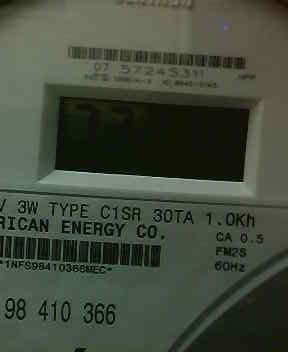 07 57245311
V 3W TYPE C1SR 30TA 1.0Kh
RICAN ENERGY CO.
CA 0.5
FM2S
60Hz
*1NFS98410366MEC*
98 410 366